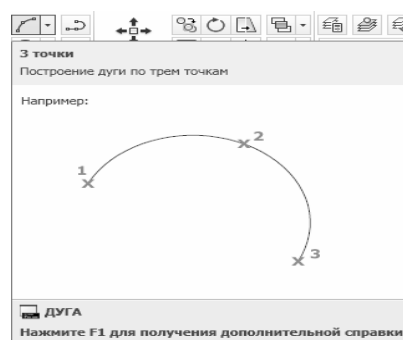 3 точки
Построение дуги по трем точкам
Например:
1
2
3
ДУГА
Нажмите F1 для получения дополнительной справки